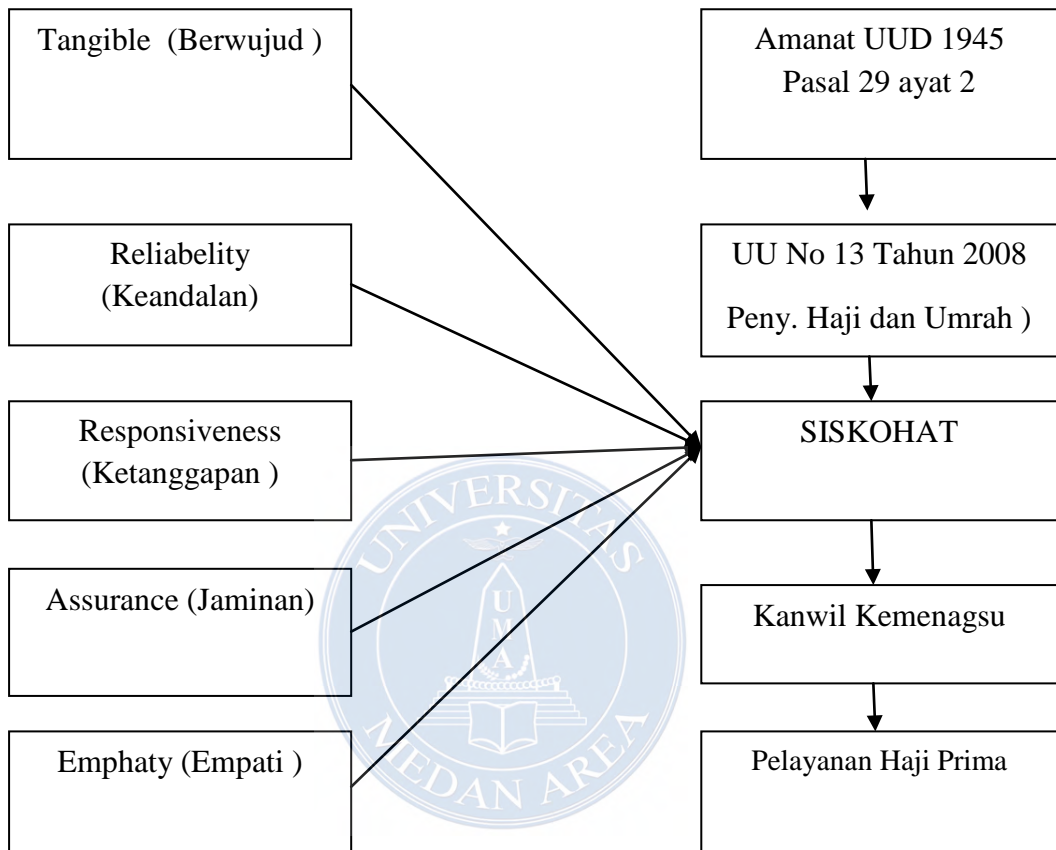 Tangible (Berwujud )
Reliabelity
(Keandalan)
Responsiveness
(Ketanggapan )
Assurance (Jaminan)
Emphaty (Empati )
Amanat UUD 1945
Pasal 29 ayat 2
UU No 13 Tahun 2008
Peny. Haji dan Umrah )
SISKOHAT
Kanwil Kemenagsu
Pelayanan Haji Prima
UNIVERSITAS
UMA
MEDAN AREA